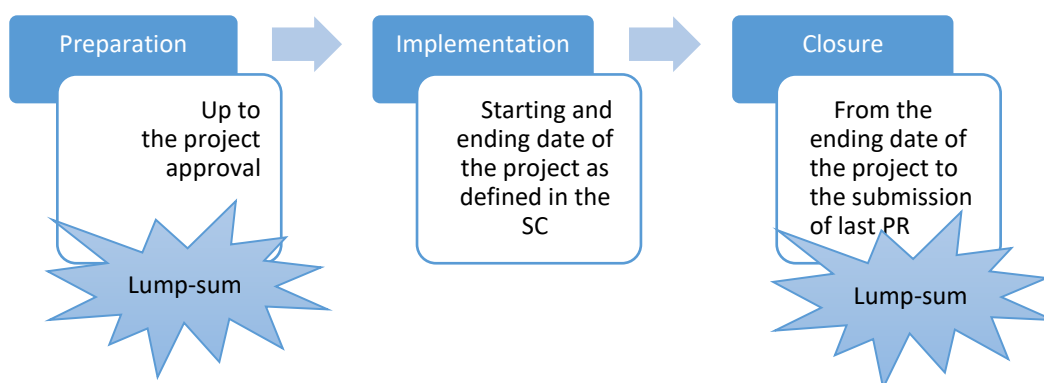 Preparation
Up to
the project
approval
Lump-sum
Implementation
Starting and
ending date of
the project as
defined in the
SC
Closure
From the
ending date of
the project to
the submission
of last PR
Lump-sum